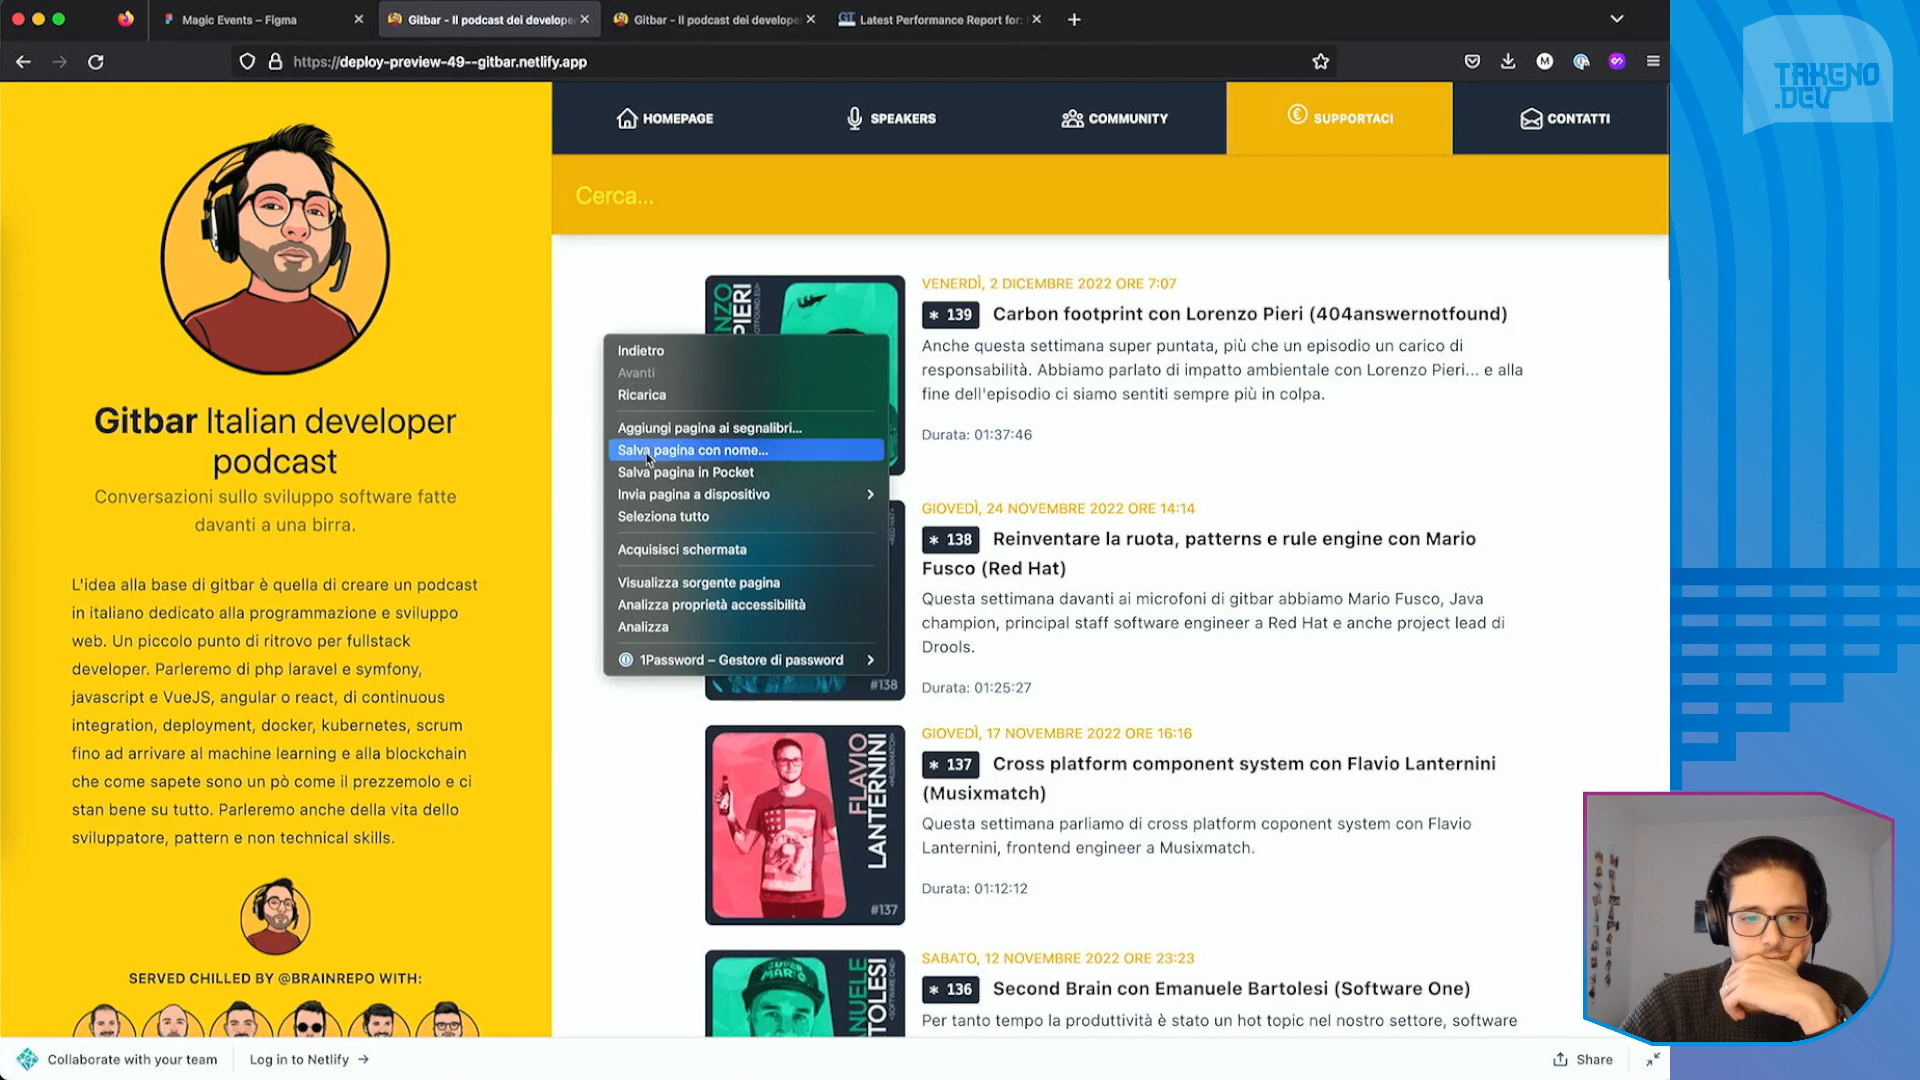 Magic Events – Figma
Gitbar - Il podcast dei develope
Gitbar - Il podcast dei develope
GT Latest Performance Report for:
https://deploy-preview-49--gitbar.netlify.app
M
TAKENO
.DEV
HOMEPAGE
SPEAKERS
COMMUNITY
SUPPORTACI
CONTATTI
Cerca...
Gitbar Italian developer
podcast
Conversazioni sullo sviluppo software fatte
davanti a una birra.
L'idea alla base di gitbar è quella di creare un podcast
in italiano dedicato alla programmazione e sviluppo
web. Un piccolo punto di ritrovo per fullstack
developer. Parleremo di php laravel e symfony,
javascript e VueJS, angular o react, di continuous
integration, deployment, docker, kubernetes, scrum
fino ad arrivare al machine learning e alla blockchain
che come sapete sono un pò come il prezzemolo e ci
stan bene su tutto. Parleremo anche della vita dello
sviluppatore, pattern e non technical skills.
SERVED CHILLED BY @BRAINREPO WITH:
Indietro
Avanti
Ricarica
Aggiungi pagina ai segnalibri...
Salva pagina con nome...
Salva pagina in Pocket
Invia pagina a dispositivo
Seleziona tutto
Acquisisci schermata
Visualizza sorgente pagina
Analizza proprietà accessibilità
Analizza
1Password – Gestore di password
NZO
PIERI
VENERDÌ, 2 DICEMBRE 2022 ORE 7:07
* 139 Carbon footprint con Lorenzo Pieri (404answernotfound)
Anche questa settimana super puntata, più che un episodio un carico di
responsabilità. Abbiamo parlato di impatto ambientale con Lorenzo Pieri... e alla
fine dell'episodio ci siamo sentiti sempre più in colpa.
Durata: 01:37:46
#138
GIOVEDÌ, 24 NOVEMBRE 2022 ORE 14:14
* 138 Reinventare la ruota, patterns e rule engine con Mario
Fusco (Red Hat)
Questa settimana davanti ai microfoni di gitbar abbiamo Mario Fusco, Java
champion, principal staff software engineer a Red Hat e anche project lead di
Drools.
Durata: 01:25:27
FLAVIO
LANTERNINI
#137
GIOVEDÌ, 17 NOVEMBRE 2022 ORE 16:16
* 137 Cross platform component system con Flavio Lanternini
(Musixmatch)
Questa settimana parliamo di cross platform coponent system con Flavio
Lanternini, frontend engineer a Musixmatch.
Durata: 01:12:12
SUPER
MARIO
NUELE
TOLESI
SABATO, 12 NOVEMBRE 2022 ORE 23:23
* 136 Second Brain con Emanuele Bartolesi (Software One)
Per tanto tempo la produttività è stato un hot topic nel nostro settore, software
Collaborate with your team
Log in to Netlify →
Share